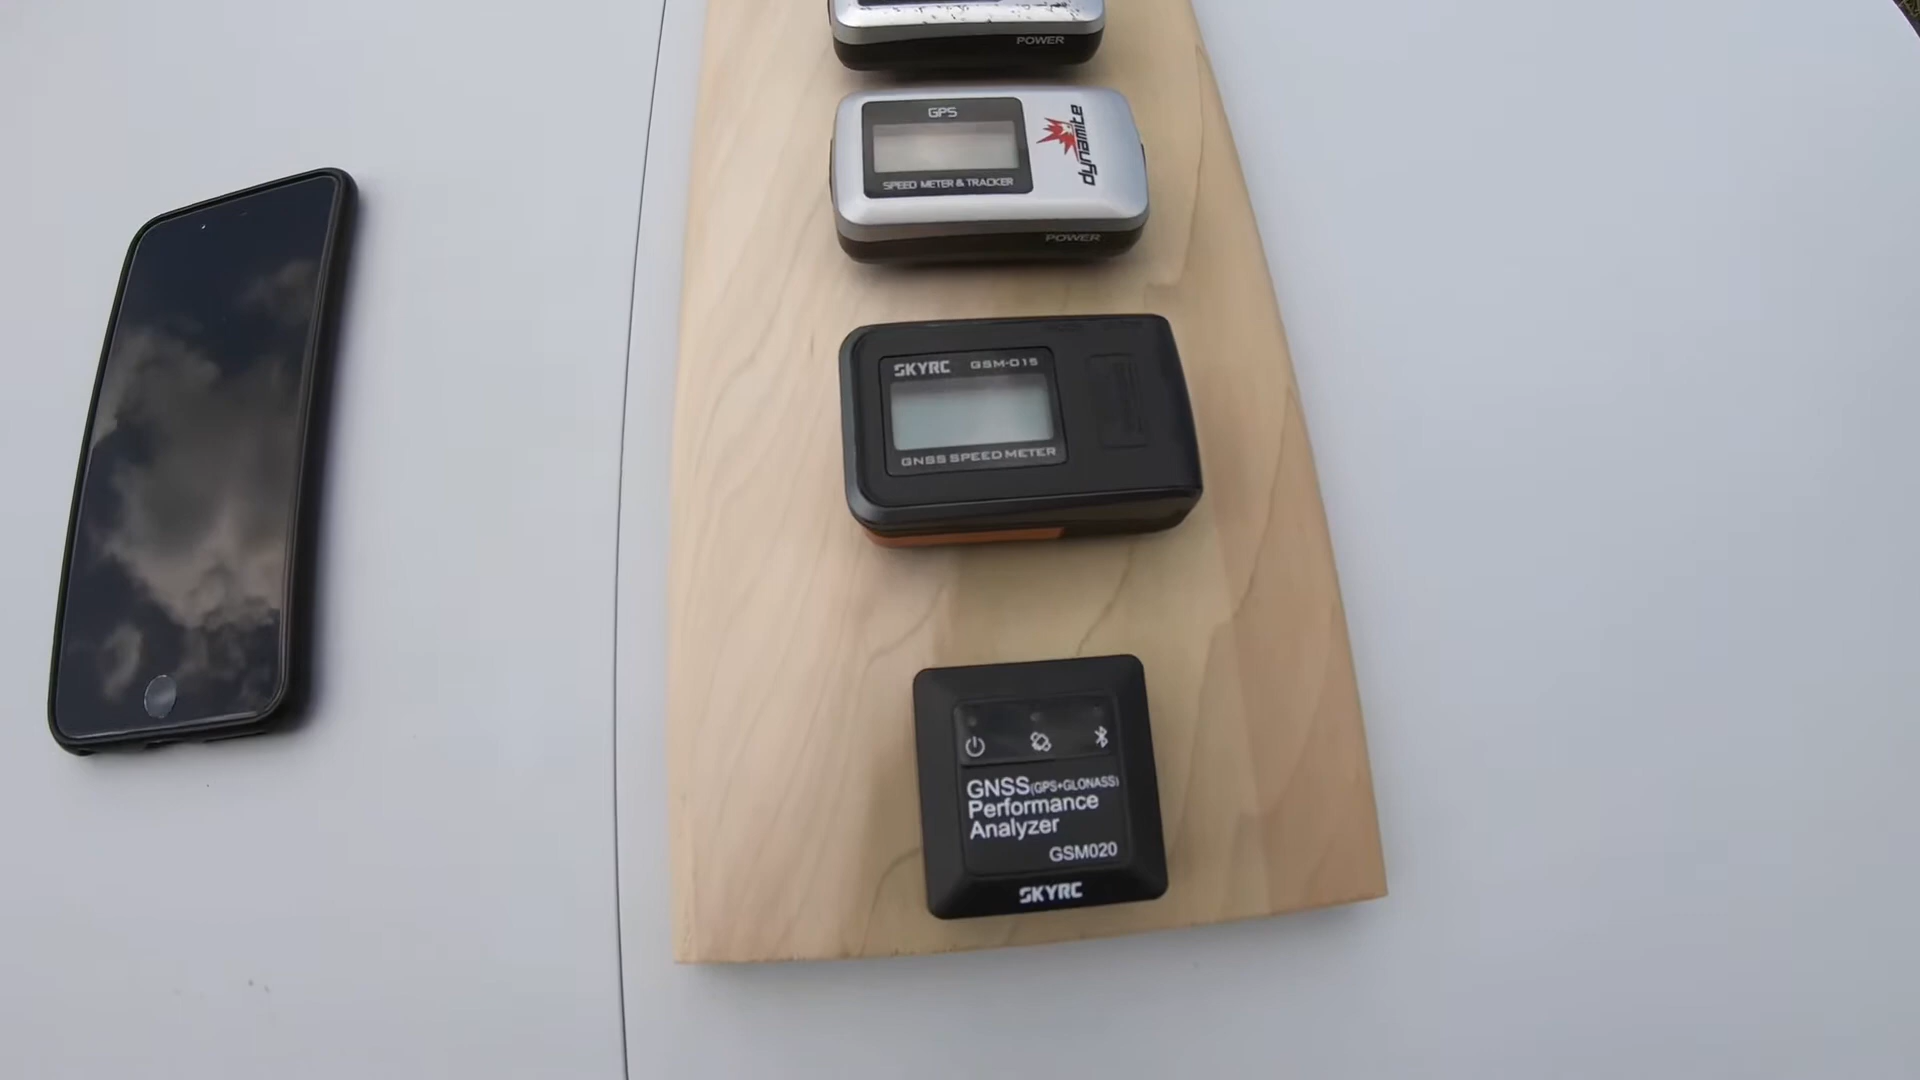 POWER
GPS
dynamite
SPEED METER & TRACKER
POWER
SKYRC GSM-015
GNSS SPEED METER
GNSS(GPS+GLONASS)
Performance
Analyzer
GSM020
SKYRC